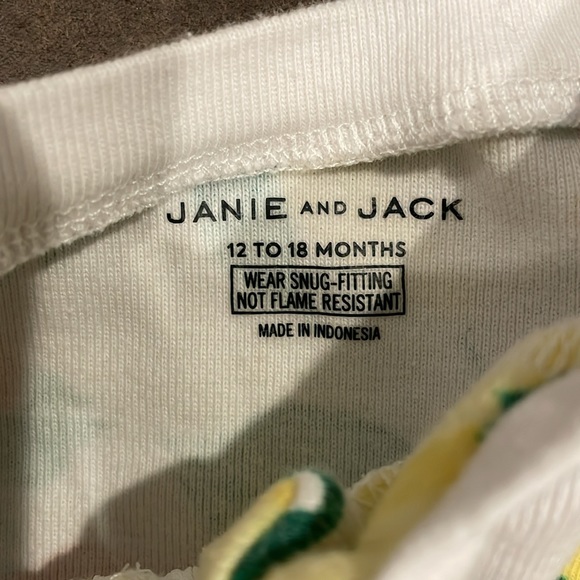 JANIE AND JACK
12 TO 18 MONTHS
WEAR SNUG-FITTING
NOT FLAME RESISTANT
MADE IN INDONESIA